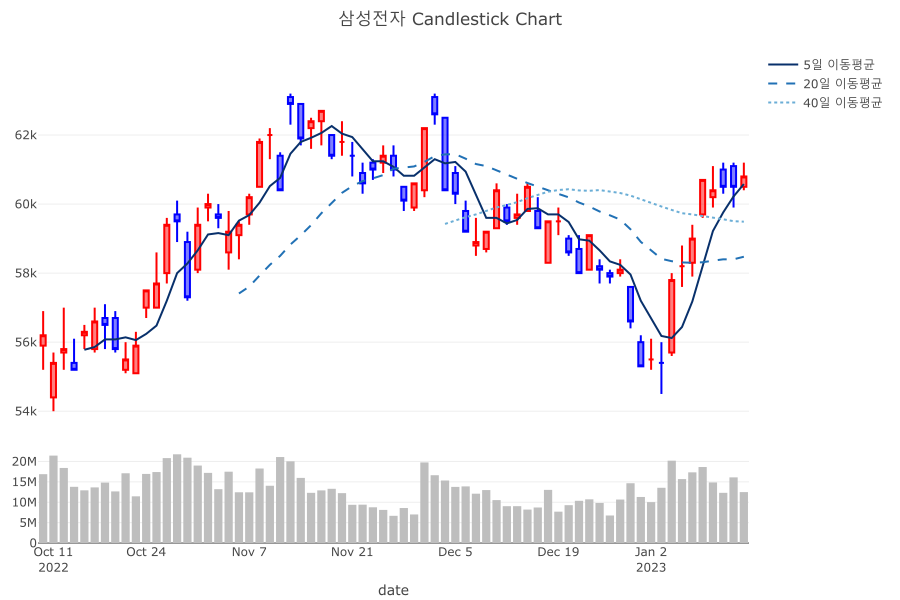 삼성전자 Candlestick Chart
5일 이동평균
20일 이동평균
40일 이동평균
62k
60k
58k
56k
54k
20M
15M
10M
5M
0
Oct 11
2022
Oct 24
Nov 7
Nov 21
Dec 5
Dec 19
Jan 2
2023
date